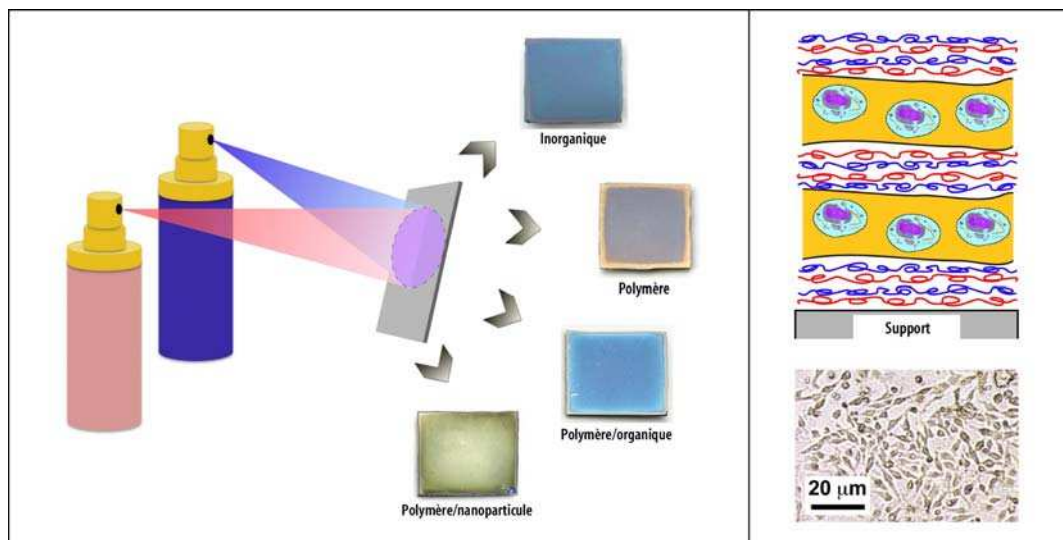 Inorganique
Polymère
Polymère/organique
Polymère/nanoparticule
Support
20 µm